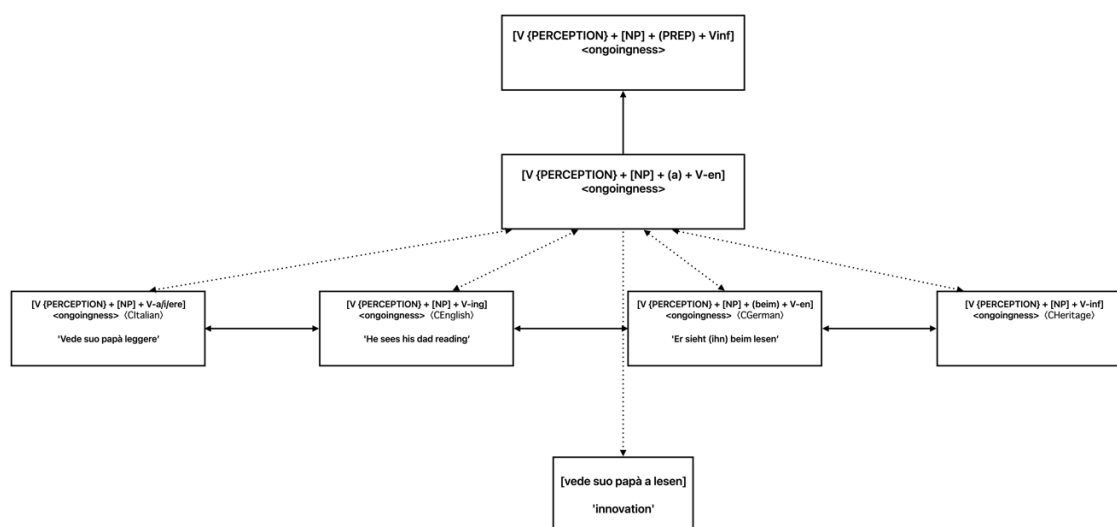 [V {PERCEPTION} + [NP] + (PREP) + Vinf]
<ongoingness>
[V {PERCEPTION} + [NP] + (a) + V-en]
<ongoingness>
[V {PERCEPTION} + [NP] + V-a/i/ere]
<ongoingness> ⟨CItalian⟩
'Vede suo papà leggere'
[V {PERCEPTION} + [NP] + V-ing]
<ongoingness> ⟨CEnglish⟩
'He sees his dad reading'
[V {PERCEPTION} + [NP] + (beim) + V-en]
<ongoingness> ⟨CGerman⟩
'Er sieht (ihn) beim lesen'
[V {PERCEPTION} + [NP] + V-inf]
<ongoingness> ⟨CHeritage⟩
[vede suo papà a lesen]
'innovation'